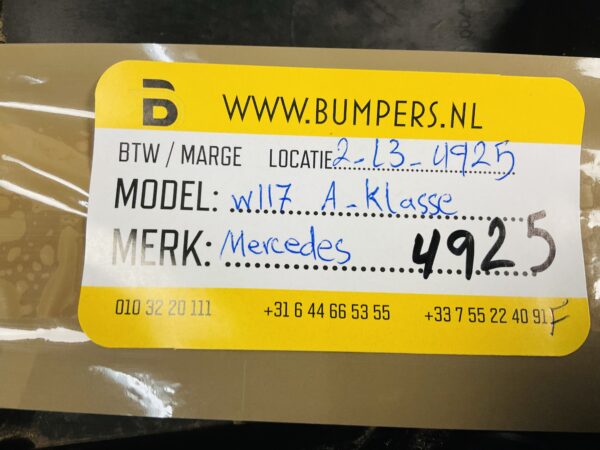 B WWW.BUMPERS.NL
BTW / MARGE LOCATIE 2-L3-4925
MODEL: W117 A-Klasse
MERK: Mercedes 4925
010 32 20 111 +31 6 44 66 53 55 +33 7 55 22 40 91 F